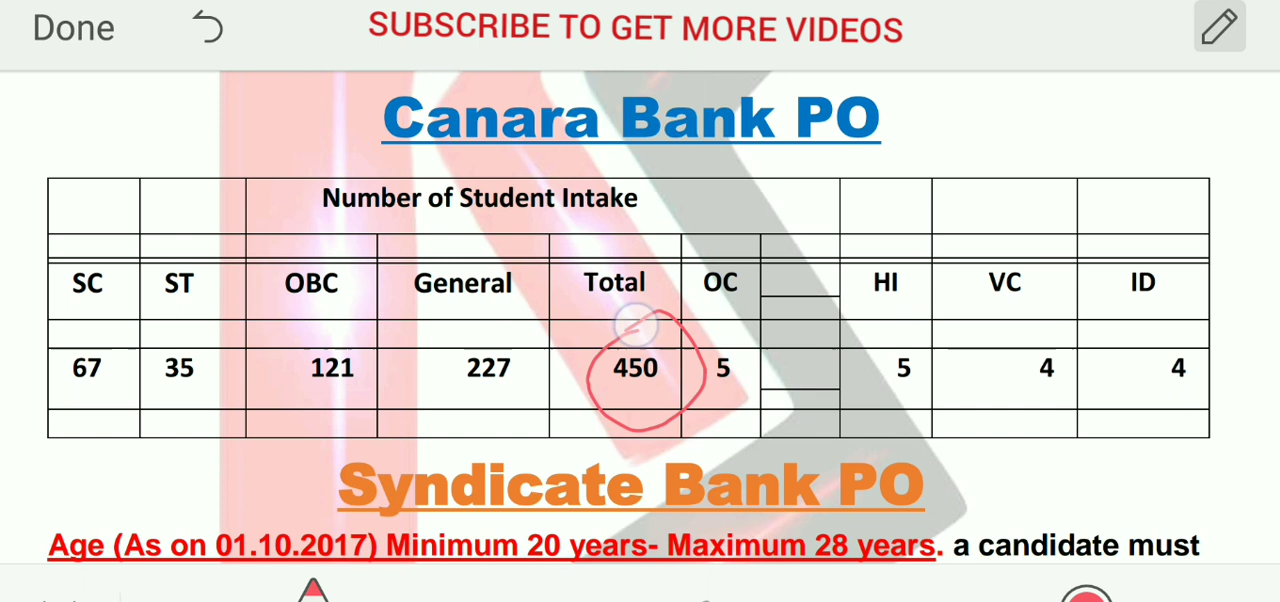 Done SUBSCRIBE TO GET MORE VIDEOS
Canara Bank PO
Number of Student Intake
SC ST OBC General Total OC HI VC ID
67 35 121 227 450 5 5 4 4
Syndicate Bank PO
Age (As on 01.10.2017) Minimum 20 years- Maximum 28 years. a candidate must